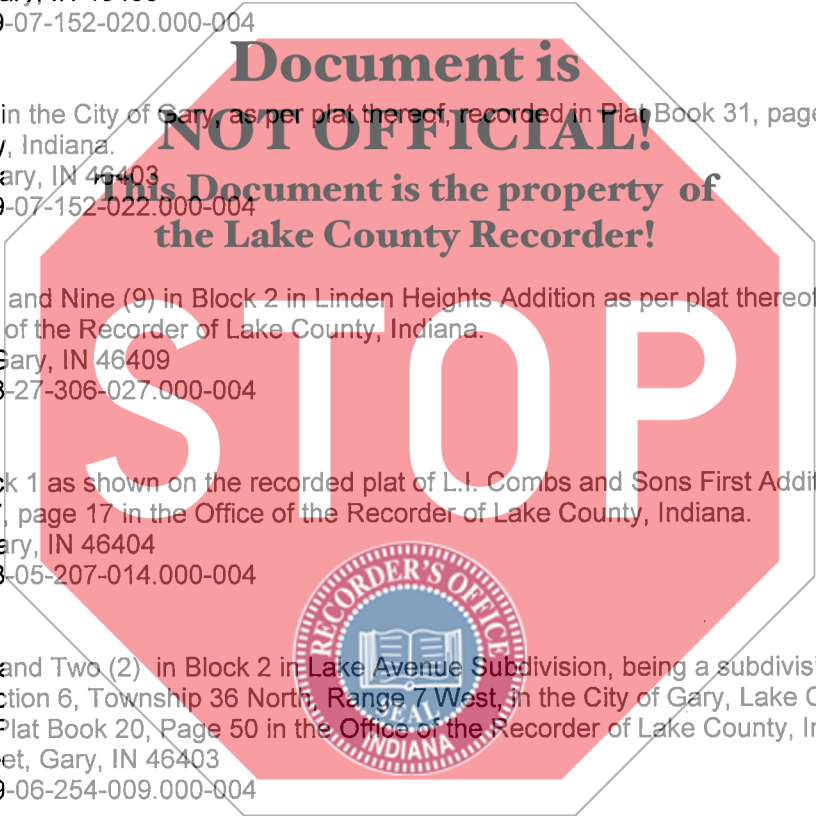 9-07-152-020.000-004
Document is
in the City of Gary, as per plat thereof, recorded in Plat Book 31, page
NOT OFFICIAL!
, Indiana.
ary, IN 46403
This Document is the property of
9-07-152-022.000-004
the Lake County Recorder!
and Nine (9) in Block 2 in Linden Heights Addition as per plat thereof
of the Recorder of Lake County, Indiana.
Gary, IN 46409
-27-306-027.000-004
STOP
ck 1 as shown on the recorded plat of L.I. Combs and Sons First Addit
, page 17 in the Office of the Recorder of Lake County, Indiana.
ary, IN 46404
-05-207-014.000-004
RECORDER'S OFFICE
and Two (2) in Block 2 in Lake Avenue Subdivision, being a subdivis
ction 6, Township 36 North, Range 7 West, in the City of Gary, Lake C
SEAL
Plat Book 20, Page 50 in the Office of the Recorder of Lake County, In
INDIANA
et, Gary, IN 46403
9-06-254-009.000-004